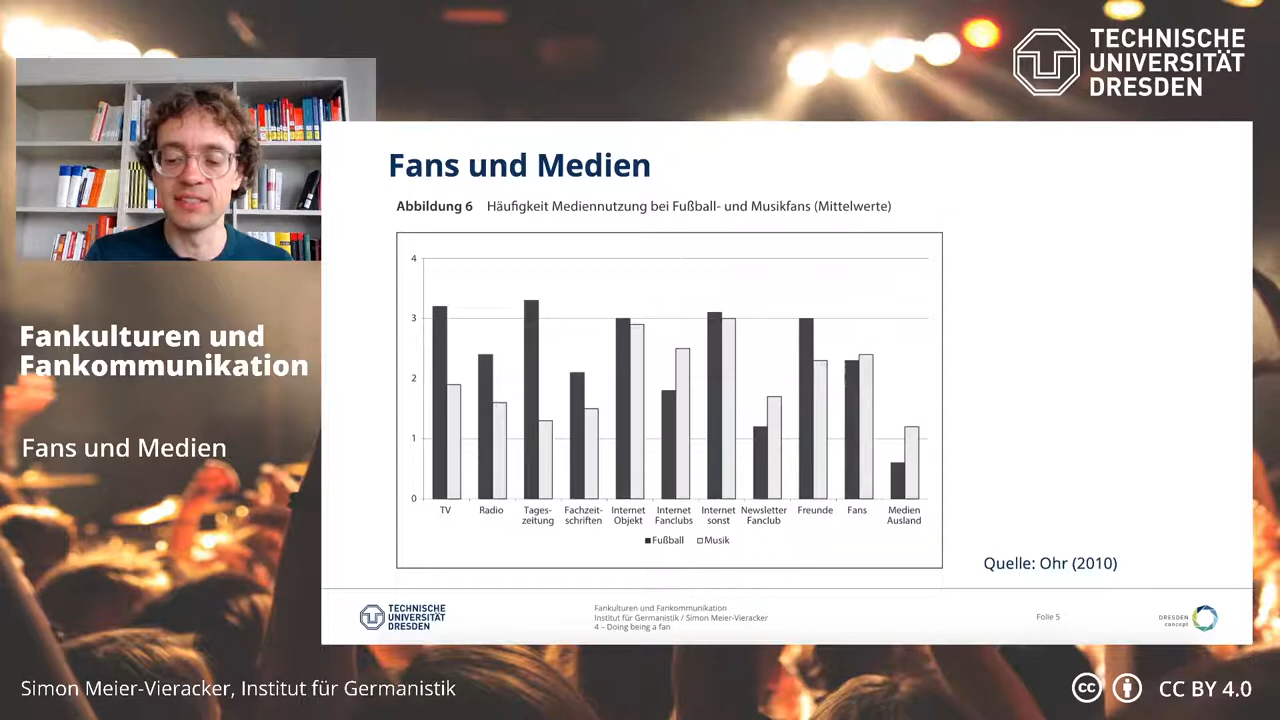 TECHNISCHE
UNIVERSITÄT
DRESDEN
Fans und Medien
Abbildung 6 Häufigkeit Mediennutzung bei Fußball- und Musikfans (Mittelwerte)
4
3
2
1
0
TV
Radio
Tages-
zeitung
Fachzeit-
schriften
Internet
Objekt
Internet
Fanclubs
Internet
sonst
Newsletter
Fanclub
Freunde
Fans
Medien
Ausland
Fußball Musik
Quelle: Ohr (2010)
Fankulturen und
Fankommunikation
Fans und Medien
TECHNISCHE
UNIVERSITÄT
DRESDEN
Fankulturen und Fankommunikation
Institut für Germanistik / Simon Meier-Vieracker
4 – Doing being a fan
Folie 5
DRESDEN
concept
Simon Meier-Vieracker, Institut für Germanistik
cc CC BY 4.0